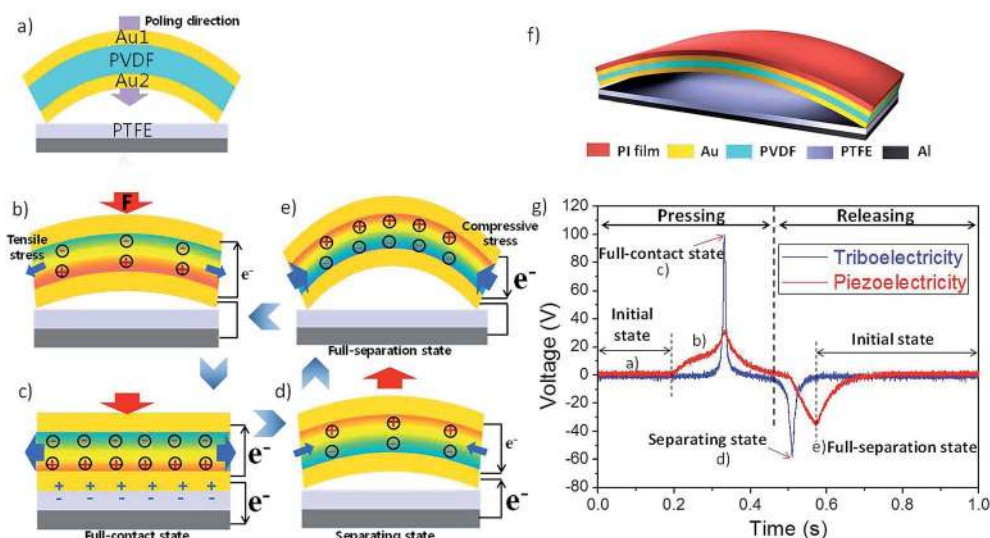 a)
Poling direction
Au1
PVDF
Au2
PTFE
f)
PI film Au PVDF PTFE Al
b)
F
Tensile
stress
e⁻
e)
Compressive
stress
e⁻
Full-separation state
c)
e⁻
+ + + + + +
- - - - - -
e⁻
Full-contact state
d)
e⁻
e⁻
Separating state
g)
Pressing Releasing
Full-contact state
c)
Triboelectricity
Piezoelectricity
Initial
state
a)
b)
Initial state
Separating state
d)
e) Full-separation state
Voltage (V)
120
100
80
60
40
20
0
-20
-40
-60
-80
0.0 0.2 0.4 0.6 0.8 1.0
Time (s)